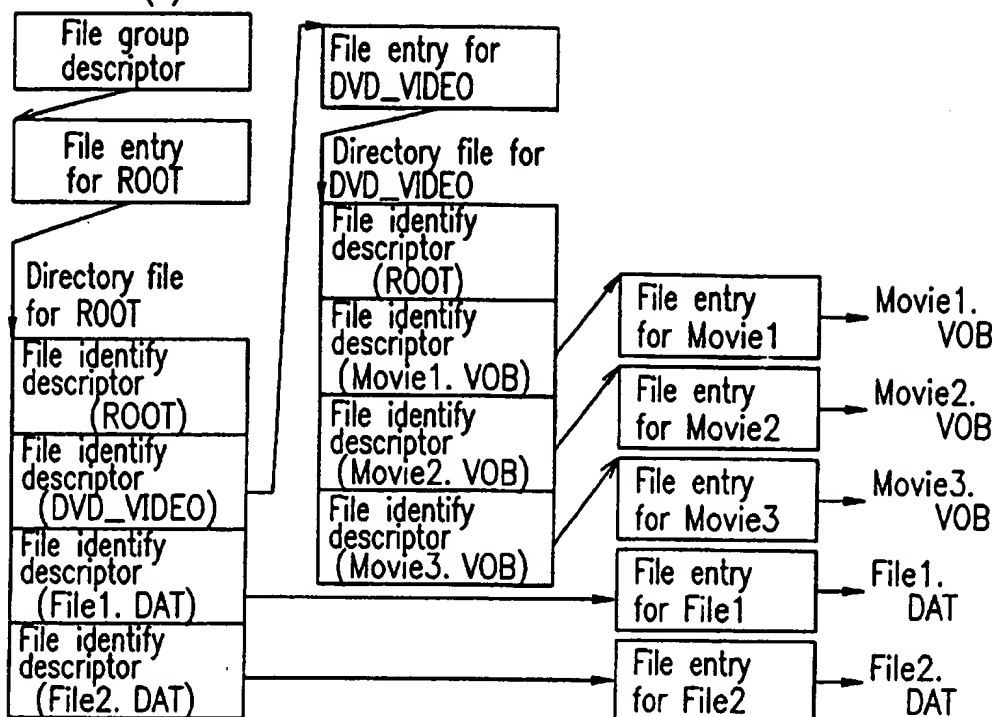 File group
descriptor
File entry
for ROOT
Directory file
for ROOT
File identify
descriptor
(ROOT)
File identify
descriptor
(DVD_VIDEO)
File identify
descriptor
(File1. DAT)
File identify
descriptor
(File2. DAT)
File entry for
DVD_VIDEO
Directory file for
DVD_VIDEO
File identify
descriptor
(ROOT)
File identify
descriptor
(Movie1. VOB)
File identify
descriptor
(Movie2. VOB)
File identify
descriptor
(Movie3. VOB)
File entry
for Movie1
File entry
for Movie2
File entry
for Movie3
File entry
for File1
File entry
for File2
Movie1.
VOB
Movie2.
VOB
Movie3.
VOB
File1.
DAT
File2.
DAT